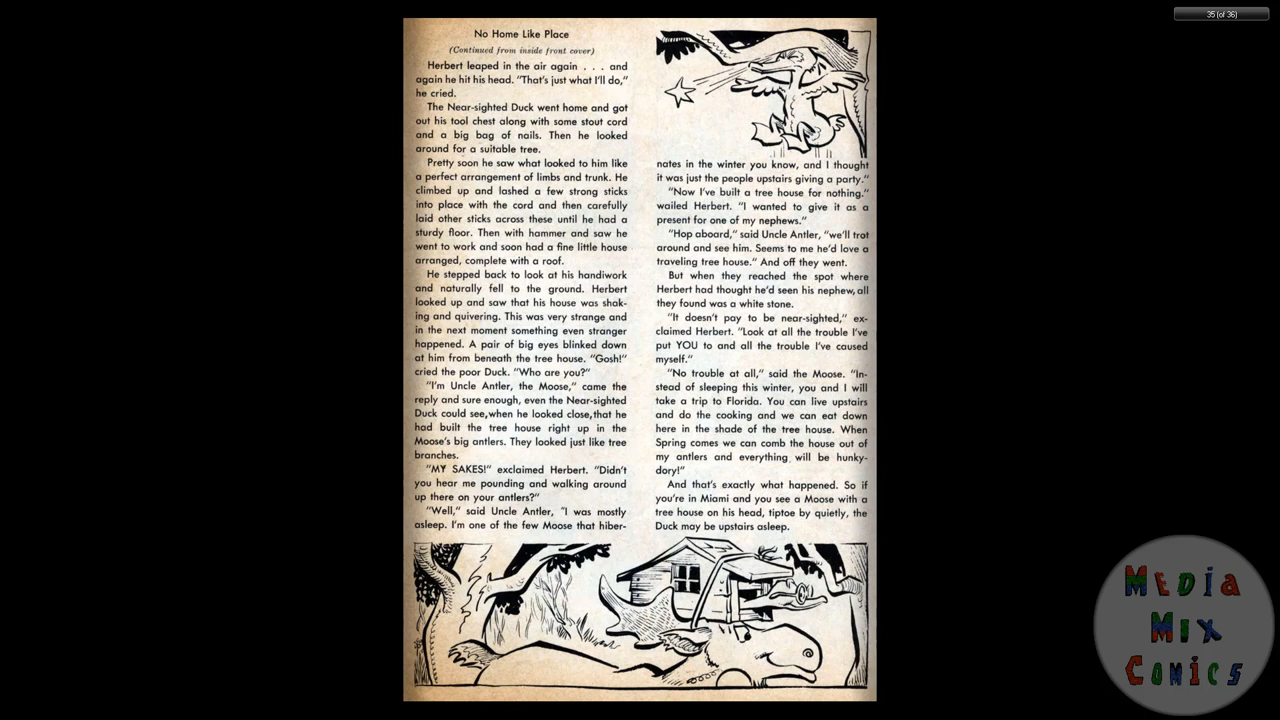 35 (of 36)
No Home Like Place
(Continued from inside front cover)
Herbert leaped in the air again . . . and
again he hit his head. "That's just what I'll do,"
he cried.
The Near-sighted Duck went home and got
out his tool chest along with some stout cord
and a big bag of nails. Then he looked
around for a suitable tree.
Pretty soon he saw what looked to him like
a perfect arrangement of limbs and trunk. He
climbed up and lashed a few strong sticks
into place with the cord and then carefully
laid other sticks across these until he had a
sturdy floor. Then with hammer and saw he
went to work and soon had a fine little house
arranged, complete with a roof.
He stepped back to look at his handiwork
and naturally fell to the ground. Herbert
looked up and saw that his house was shak-
ing and quivering. This was very strange and
in the next moment something even stranger
happened. A pair of big eyes blinked down
at him from beneath the tree house. "Gosh!"
cried the poor Duck. "Who are you?"
"I'm Uncle Antler, the Moose," came the
reply and sure enough, even the Near-sighted
Duck could see,when he looked close,that he
had built the tree house right up in the
Moose's big antlers. They looked just like tree
branches.
"MY SAKES!" exclaimed Herbert. "Didn't
you hear me pounding and walking around
up there on your antlers?"
"Well," said Uncle Antler, "I was mostly
asleep. I'm one of the few Moose that hiber-
nates in the winter you know, and I thought
it was just the people upstairs giving a party."
"Now I've built a tree house for nothing."
wailed Herbert. "I wanted to give it as a
present for one of my nephews."
"Hop aboard," said Uncle Antler, "we'll trot
around and see him. Seems to me he'd love a
traveling tree house." And off they went.
But when they reached the spot where
Herbert had thought he'd seen his nephew, all
they found was a white stone.
"It doesn't pay to be near-sighted," ex-
claimed Herbert. "Look at all the trouble I've
put YOU to and all the trouble I've caused
myself."
"No trouble at all," said the Moose. "In-
stead of sleeping this winter, you and I will
take a trip to Florida. You can live upstairs
and do the cooking and we can eat down
here in the shade of the tree house. When
Spring comes we can comb the house out of
my antlers and everything will be hunky-
dory!"
And that's exactly what happened. So if
you're in Miami and you see a Moose with a
tree house on his head, tiptoe by quietly, the
Duck may be upstairs asleep.
MEDiA
MIX
COMiCS